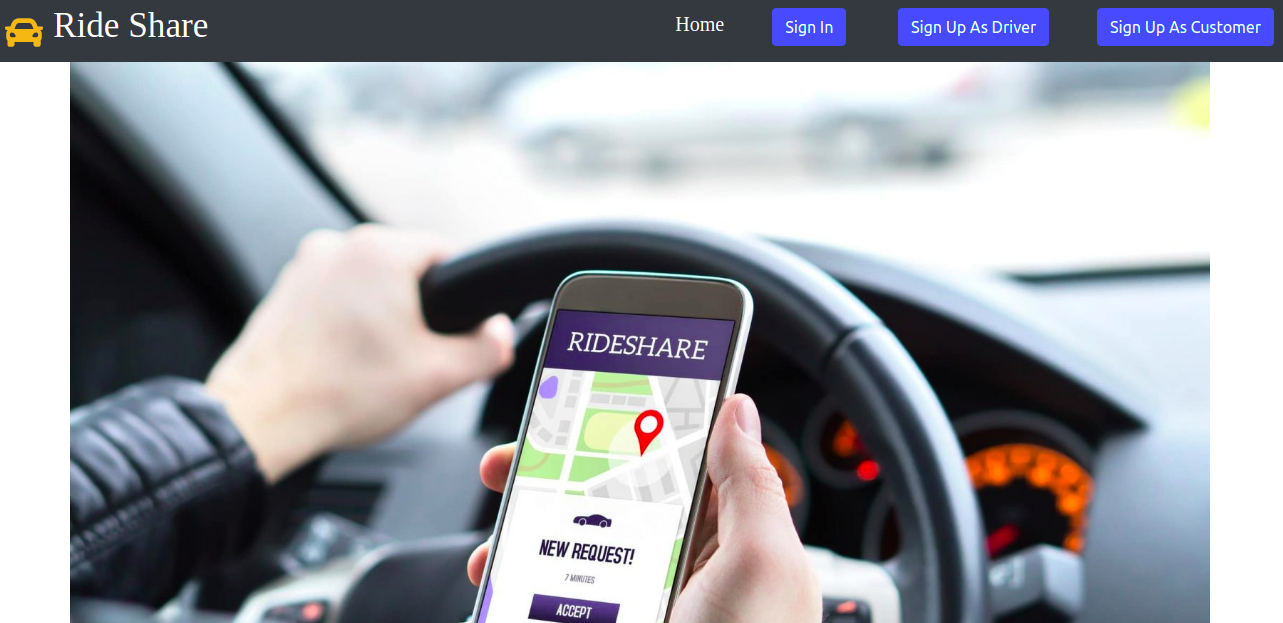 Ride Share
Home
Sign In
Sign Up As Driver
Sign Up As Customer
RIDESHARE
NEW REQUEST!
7 MINUTES
ACCEPT